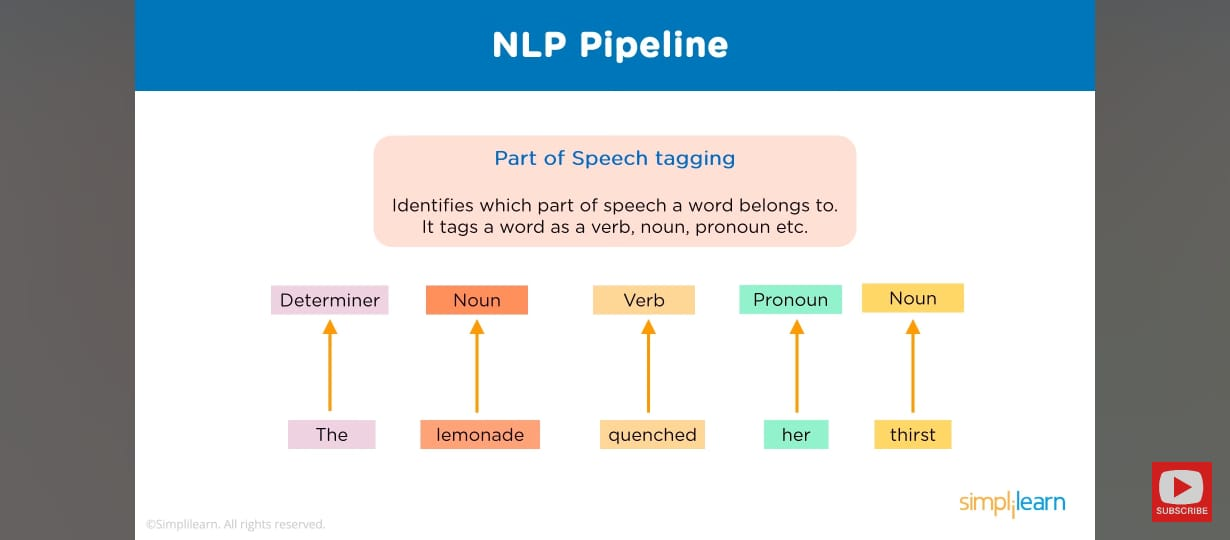 NLP Pipeline
Part of Speech tagging
Identifies which part of speech a word belongs to.
It tags a word as a verb, noun, pronoun etc.
Determiner Noun Verb Pronoun Noun
The lemonade quenched her thirst
simplilearn
SUBSCRIBE
©Simplilearn. All rights reserved.